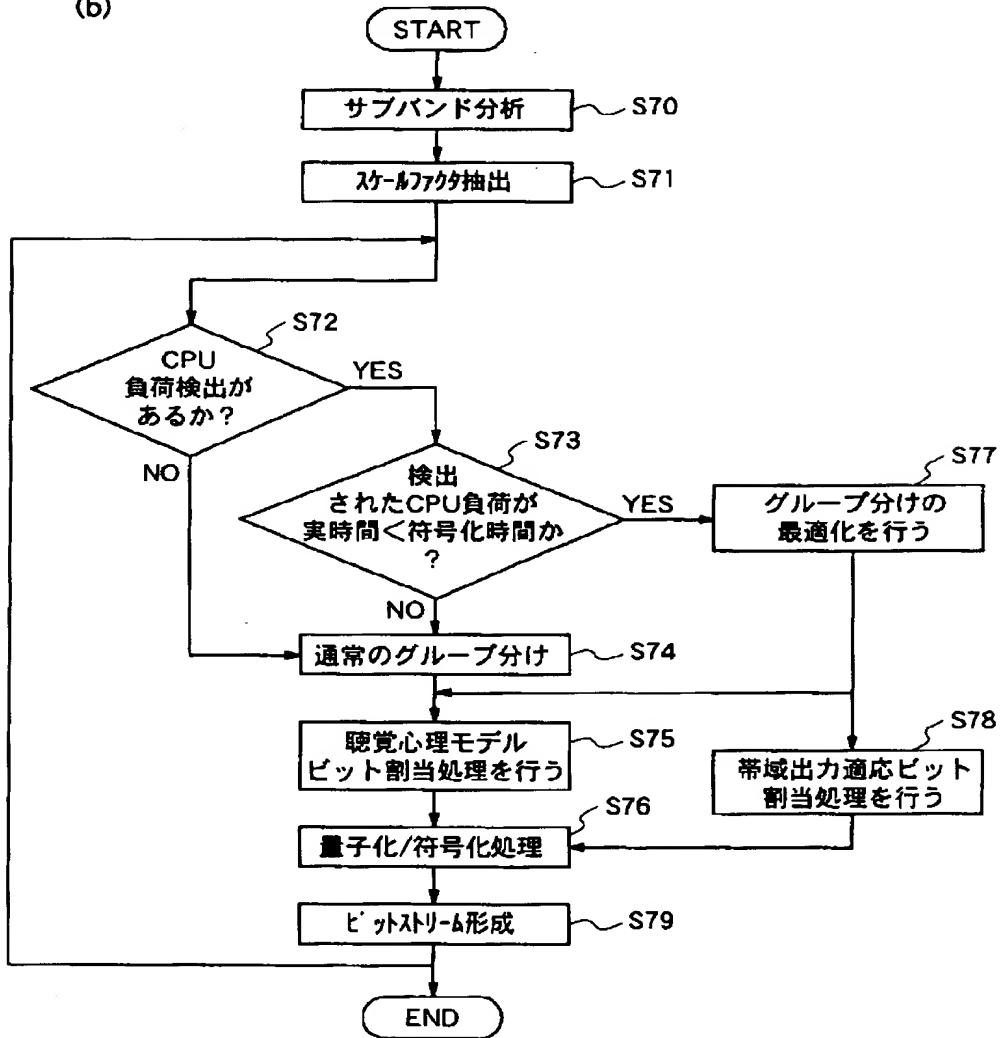 (b)
START
サブバンド分析
S70
スケールファクタ抽出
S71
S72
CPU
負荷検出が
あるか?
YES
NO
S73
検出
されたCPU負荷が
実時間<符号化時間か
?
YES
NO
S77
グループ分けの
最適化を行う
通常のグループ分け
S74
聴覚心理モデル
ビット割当処理を行う
S75
S78
帯域出力適応ビット
割当処理を行う
S76
量子化/符号化処理
ビットストリーム形成
S79
END